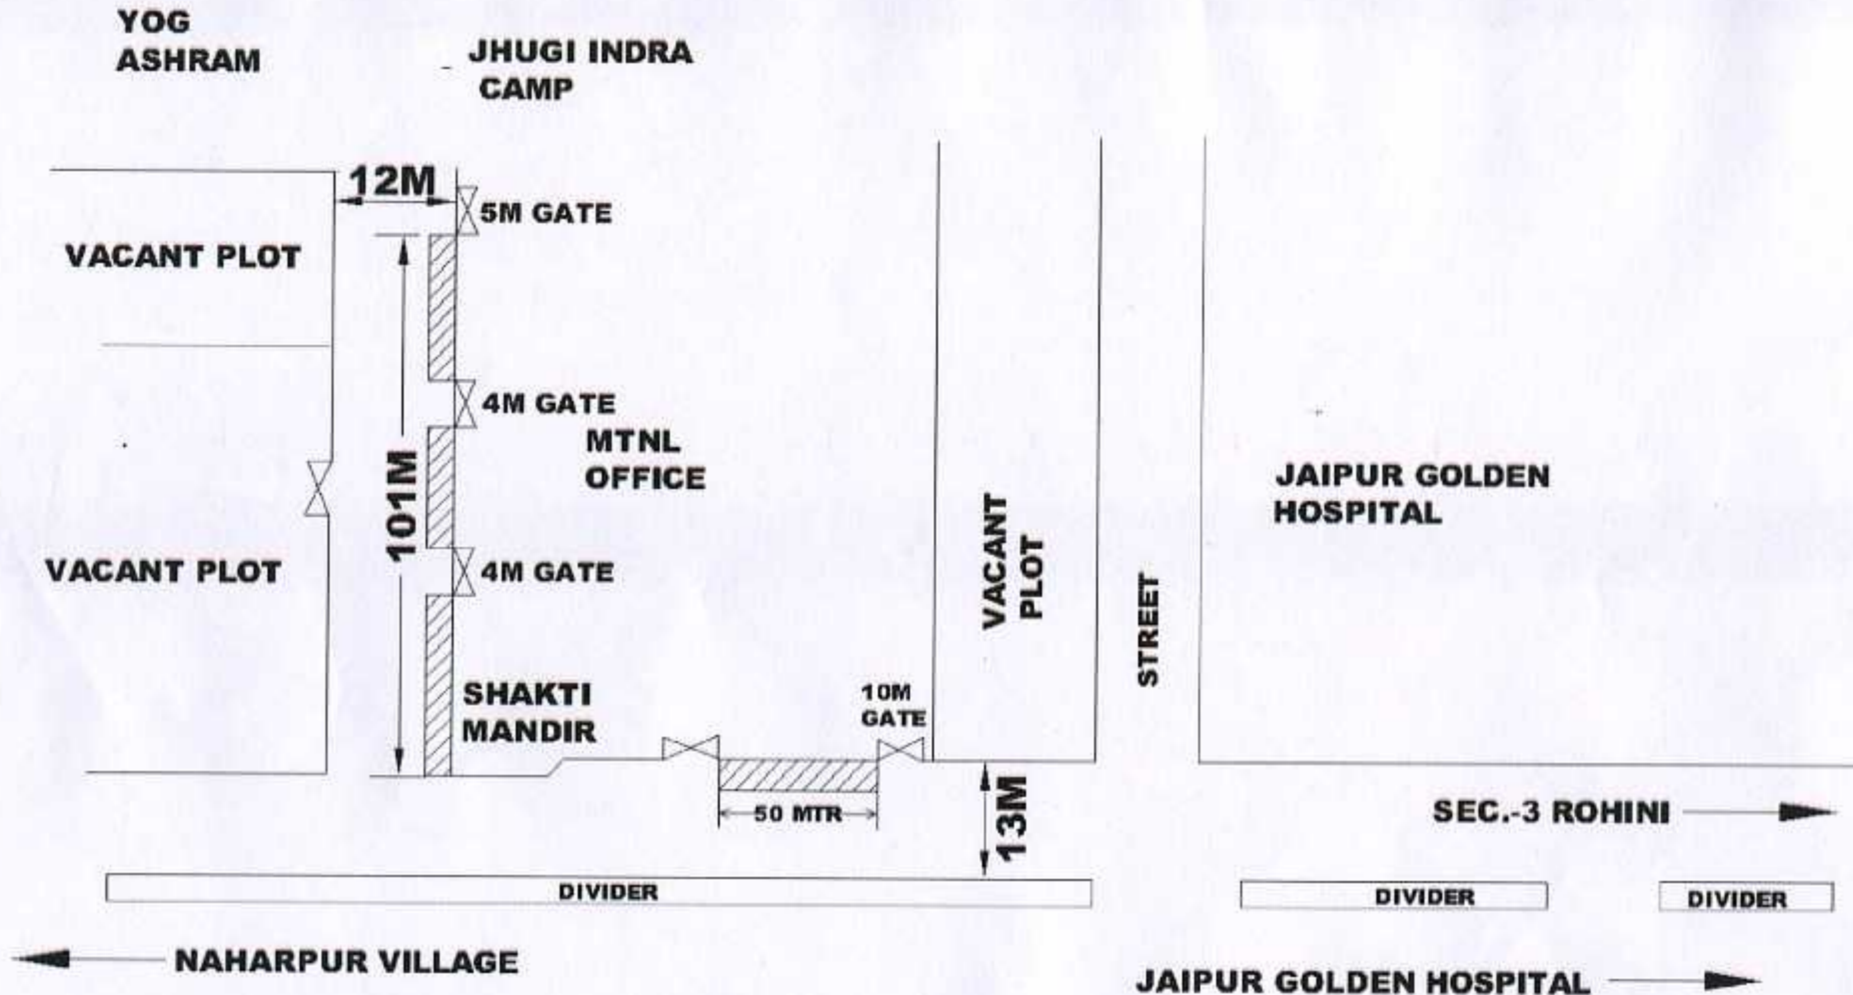 YOG
ASHRAM
JHUGI INDRA
CAMP
12M
5M GATE
VACANT PLOT
4M GATE
MTNL
OFFICE
101M
JAIPUR GOLDEN
HOSPITAL
VACANT
PLOT
VACANT PLOT
4M GATE
STREET
SHAKTI
MANDIR
10M
GATE
50 MTR
13M
SEC.-3 ROHINI
DIVIDER
DIVIDER
DIVIDER
NAHARPUR VILLAGE
JAIPUR GOLDEN HOSPITAL